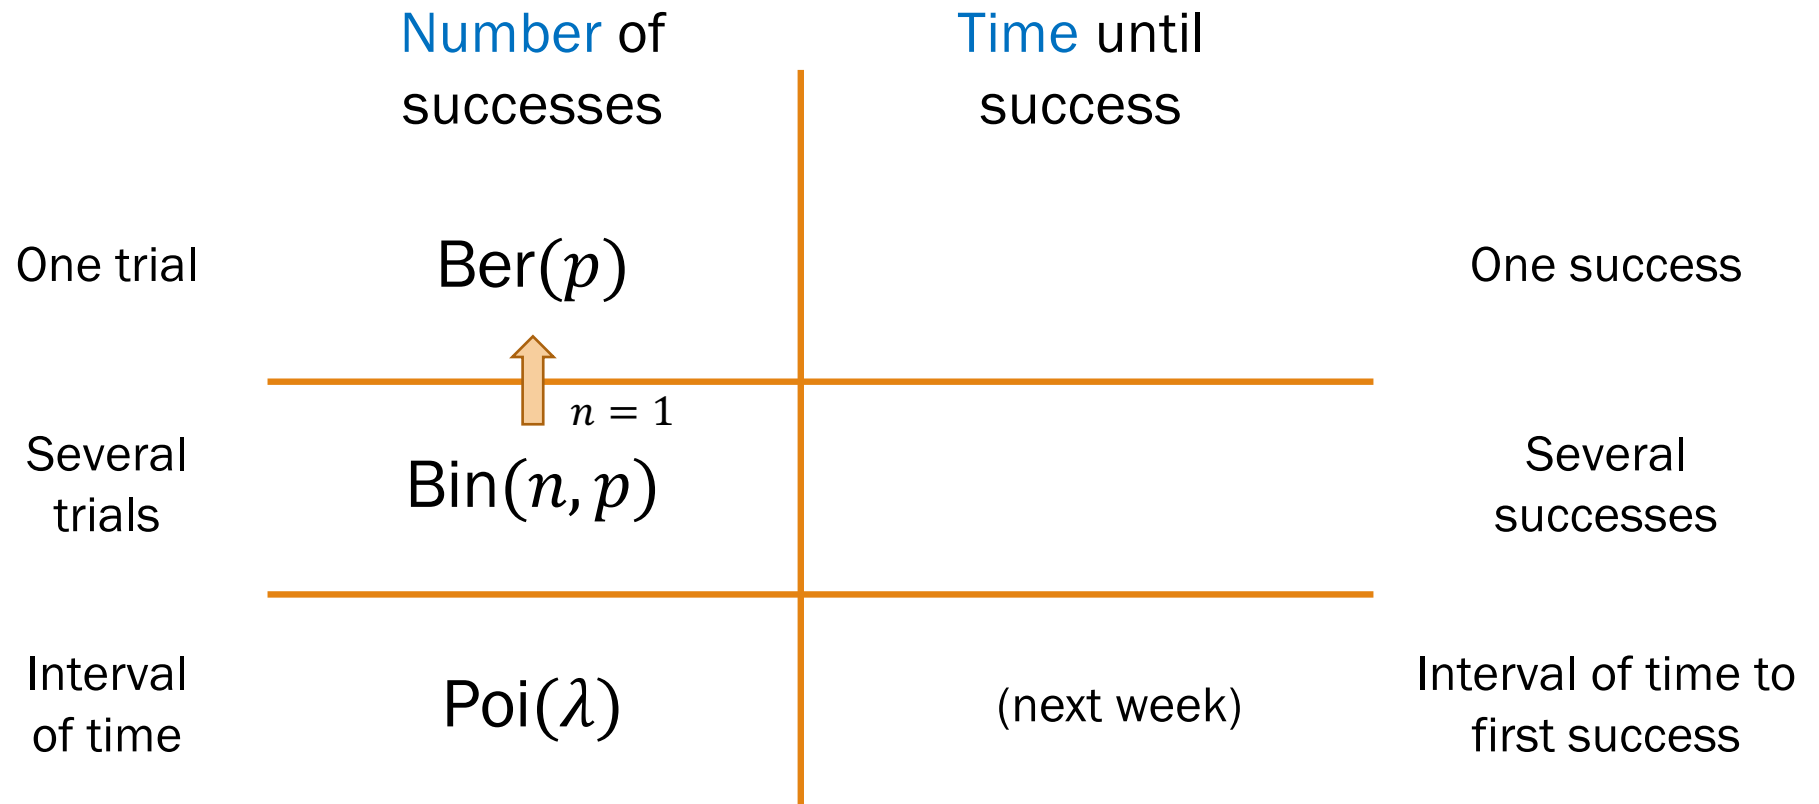 Number of
successes
Time until
success
One trial
Ber(p)
One success
n = 1
Several
trials
Bin(n, p)
Several
successes
Interval
of time
Poi(λ)
(next week)
Interval of time to
first success